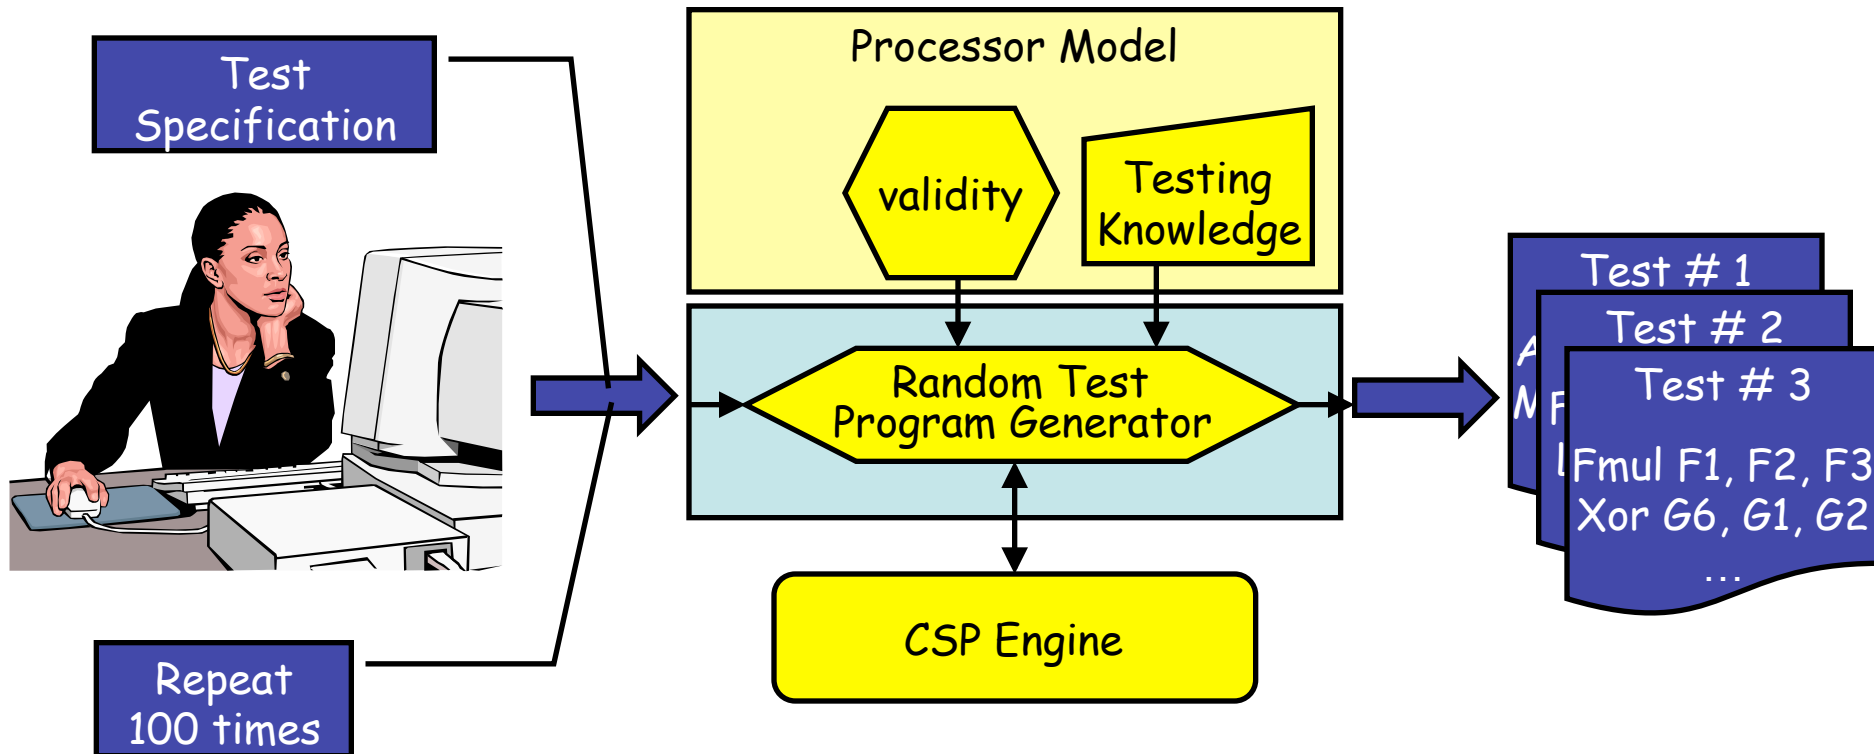 Test
Specification
Repeat
100 times
Processor Model
validity
Testing
Knowledge
Random Test
Program Generator
CSP Engine
Test # 1
Test # 2
Test # 3
Fmul F1, F2, F3
Xor G6, G1, G2
...